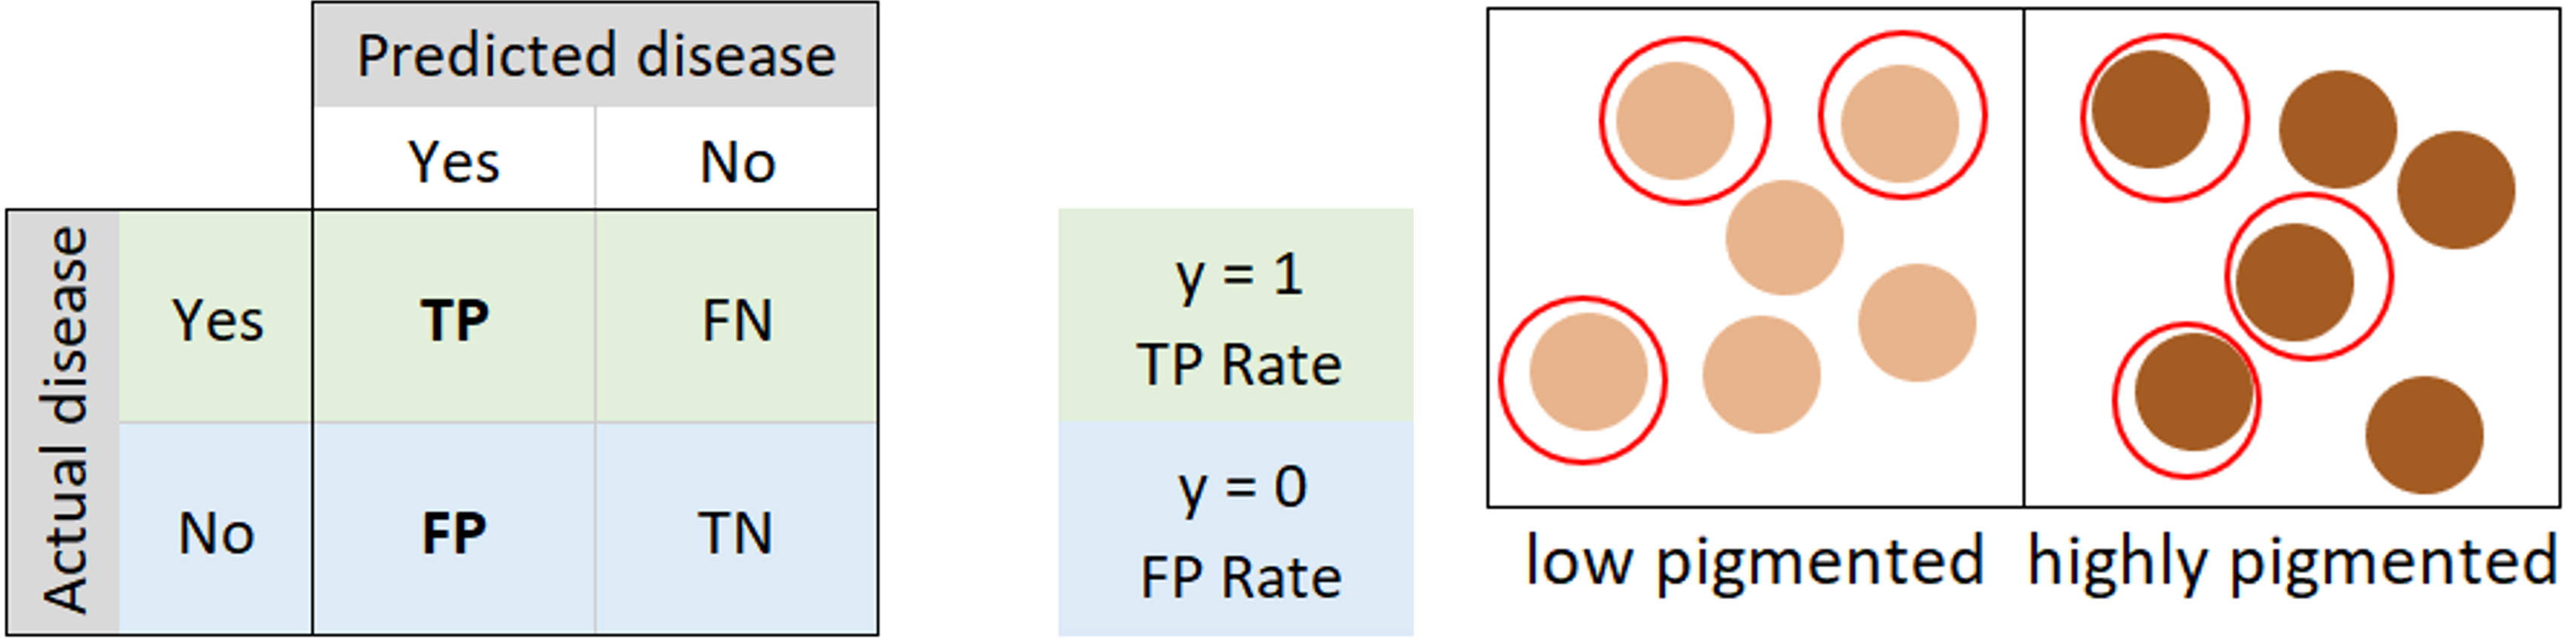 Predicted disease
Yes No
Actual disease
Yes TP FN
No FP TN
y = 1
TP Rate
y = 0
FP Rate
low pigmented highly pigmented